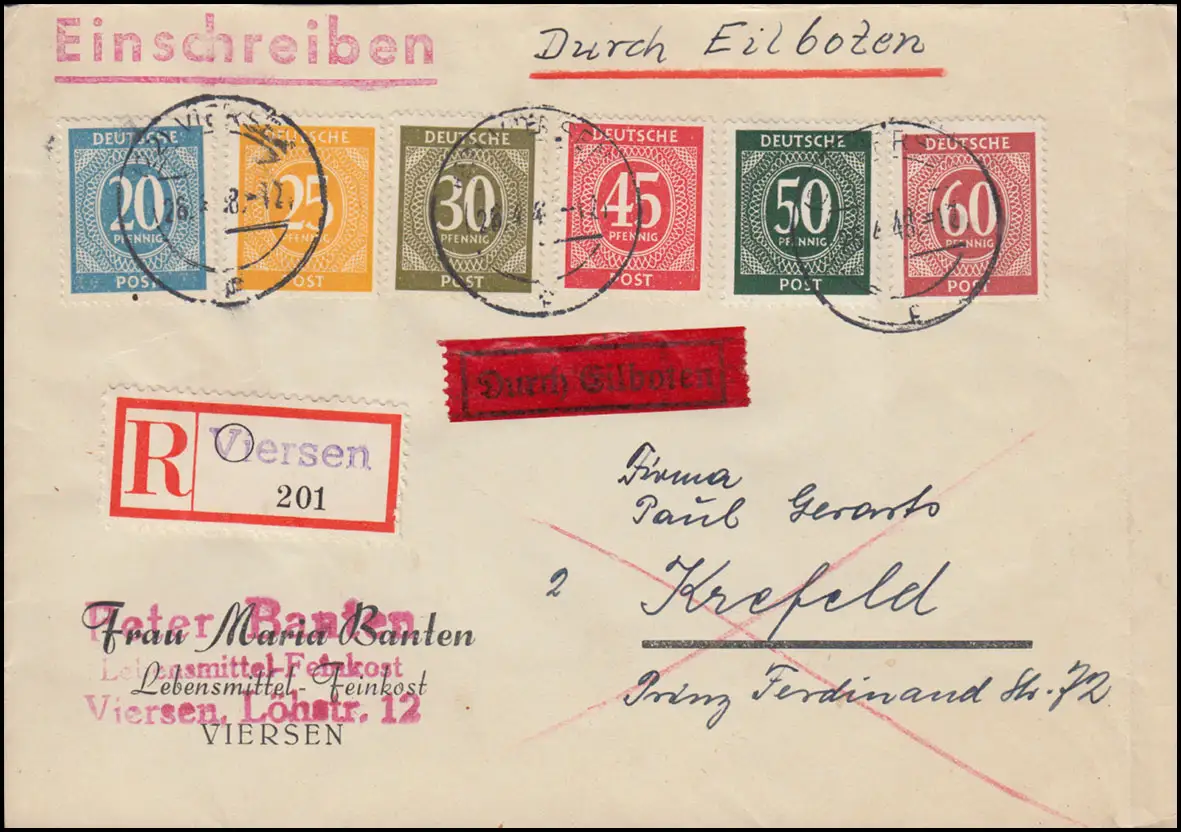 Einschreiben
Durch Eilboten
DEUTSCHE
20
PFENNIG
POST
DEUTSCHE
25
PFENNIG
POST
DEUTSCHE
30
PFENNIG
POST
DEUTSCHE
45
PFENNIG
POST
DEUTSCHE
50
PFENNIG
POST
DEUTSCHE
60
PFENNIG
POST
VIERSEN
Durch Eilboten
R
Viersen
201
Firma
Paul Gerarts
2 Krefeld
Prinz Ferdinand Str. 72
Peter Banten
Lebensmittel-Feinkost
Viersen, Löhstr. 12
Frau Maria Banten
Lebensmittel-Feinkost
VIERSEN